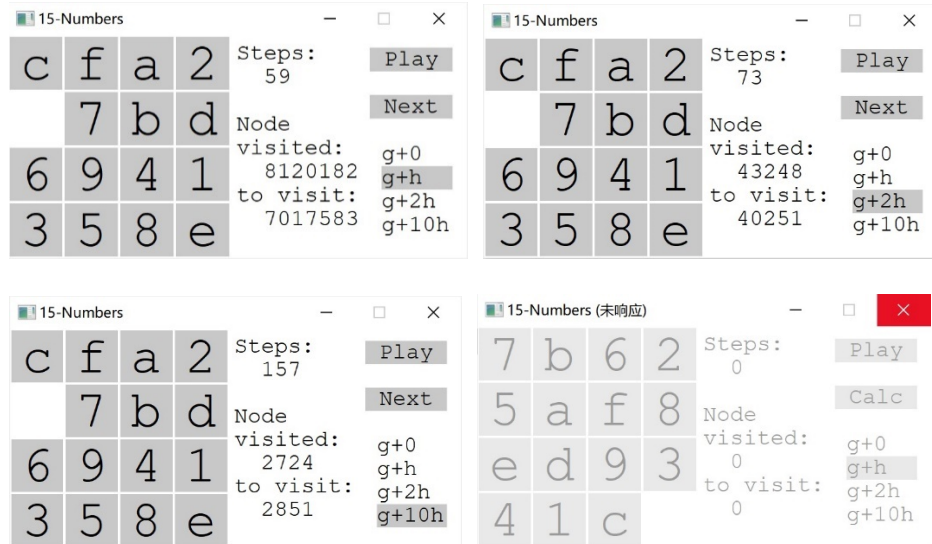 15-Numbers
c f a 2
7 b d
6 9 4 1
3 5 8 e
Steps:
59
Node
visited:
8120182
to visit:
7017583
Play
Next
g+0
g+h
g+2h
g+10h
15-Numbers
c f a 2
7 b d
6 9 4 1
3 5 8 e
Steps:
73
Node
visited:
43248
to visit:
40251
Play
Next
g+0
g+h
g+2h
g+10h
15-Numbers
c f a 2
7 b d
6 9 4 1
3 5 8 e
Steps:
157
Node
visited:
2724
to visit:
2851
Play
Next
g+0
g+h
g+2h
g+10h
15-Numbers (未响应)
7 b 6 2
5 a f 8
e d 9 3
4 1 c
Steps:
0
Node
visited:
0
to visit:
0
Play
Calc
g+0
g+h
g+2h
g+10h